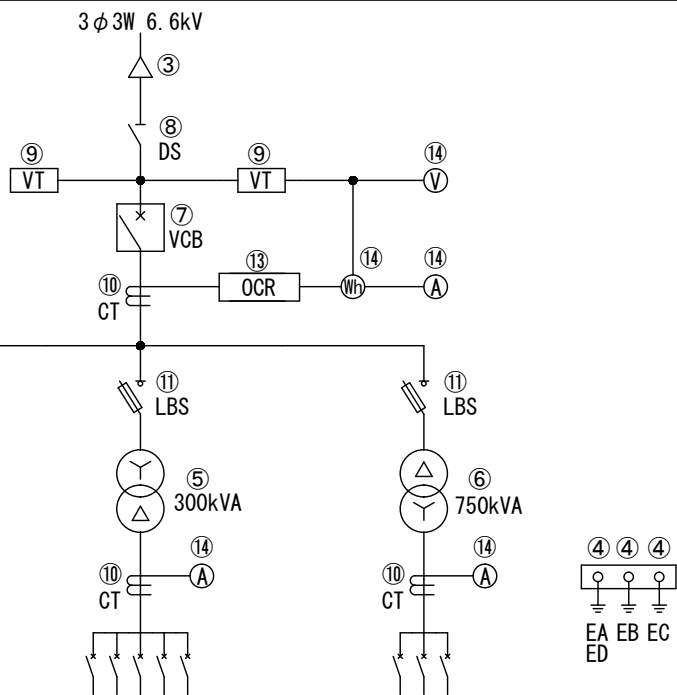 3φ3W 6.6kV
③
⑧
DS
⑨
VT
⑨
VT
⑭
V
⑦
VCB
⑩
CT
⑬
OCR
⑭
Wh
⑭
A
⑪
LBS
⑪
LBS
⑤
300kVA
⑥
750kVA
⑩
CT
⑭
A
⑩
CT
⑭
A
④ ④ ④
EA EB EC
ED